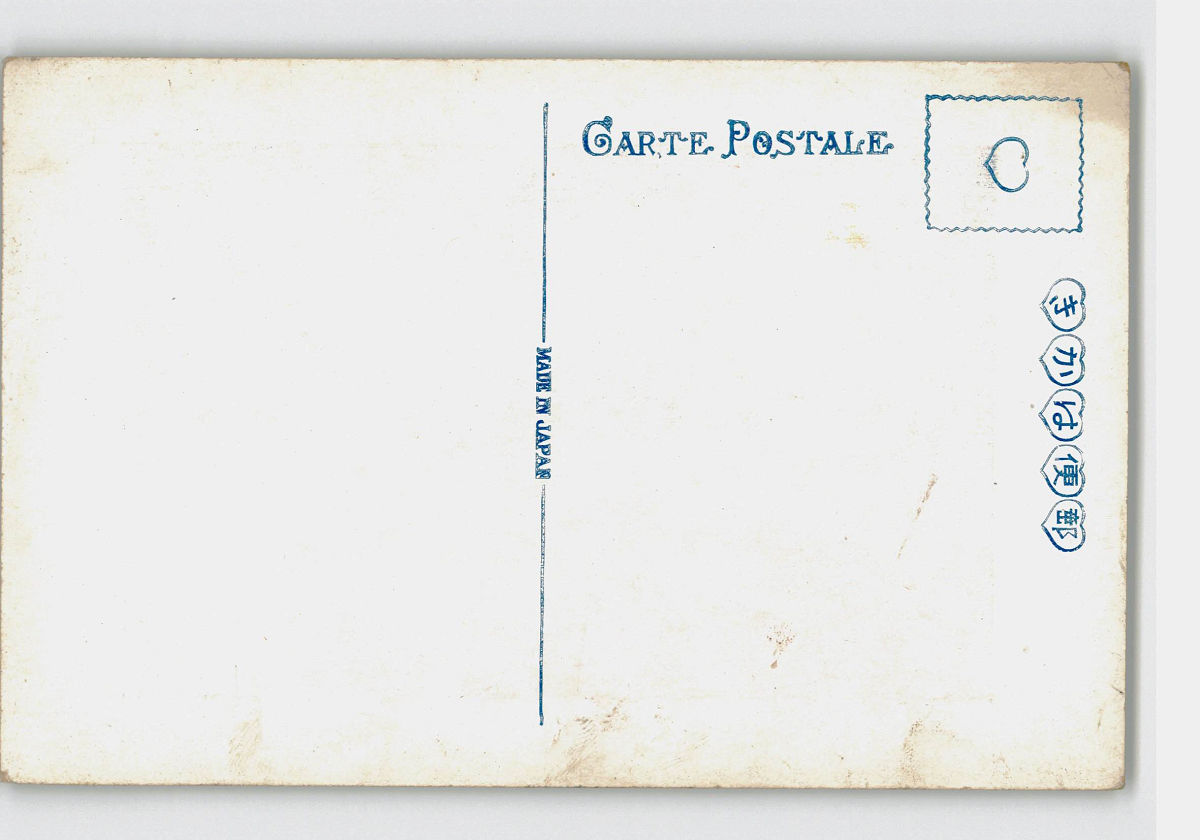 CARTE POSTALE
MADE IN JAPAN
郵便はかき